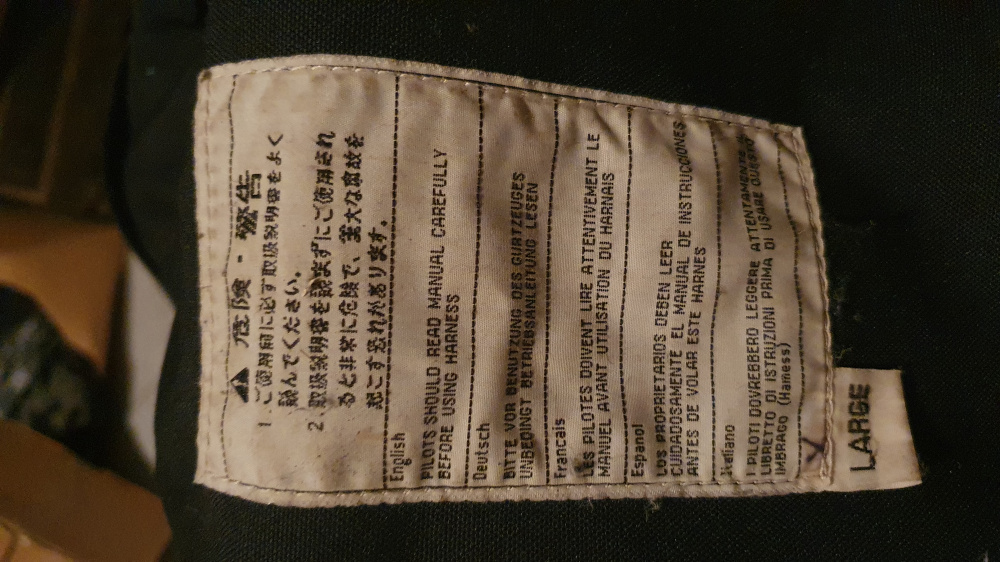 ⚠ 危険・警告
1 ご使用前に必ず取扱説明書をよく
読んでください。
2 取扱説明書を読まずにご使用され
ると非常に危険で、重大な事故を
起こす恐れがあります。
English
PILOTS SHOULD READ MANUAL CAREFULLY
BEFORE USING HARNESS
Deutsch
BITTE VOR BENUTZUNG DES GURTZEUGES
UNBEDINGT BETRIEBSANLEITUNG LESEN
Francais
LES PILOTES DOIVENT LIRE ATTENTIVEMENT LE
MANUEL AVANT UTILISATION DU HARNAIS
Espanol
LOS PROPRIETARIOS DEBEN LEER
CUIDADOSAMENTE EL MANUAL DE INSTRUCCIONES
ANTES DE VOLAR ESTE HARNES
Italiano
I PILOTI DOVREBBERO LEGGERE ATTENTAMENTE
LIBRETTO DI ISTRUZIONI PRIMA DI USARE QUESTO
IMBRAGO (Harness)
LARGE